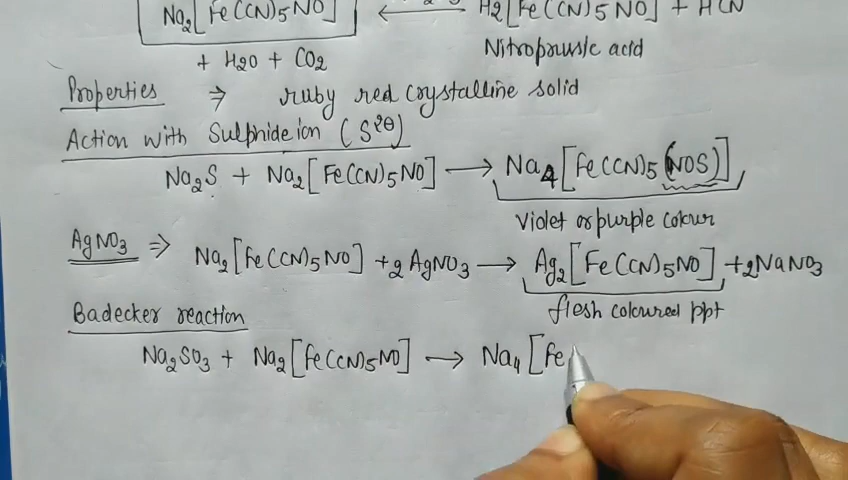 Na2[Fe(CN)5NO] ⟵ H2[Fe(CN)5NO] + HCN
+ H2O + CO2
Nitroprussic acid
Properties ⇒ ruby red crystalline solid
Action with Sulphide ion (S2⊖)
Na2S + Na2[Fe(CN)5NO] ⟶ Na4[Fe(CN)5(NOS)]
Violet or purple colour
AgNO3 ⇒ Na2[Fe(CN)5NO] + 2AgNO3 ⟶ Ag2[Fe(CN)5NO] + 2NaNO3
flesh coloured ppt
Badecker reaction
Na2SO3 + Na2[Fe(CN)5NO] ⟶ Na4[Fe